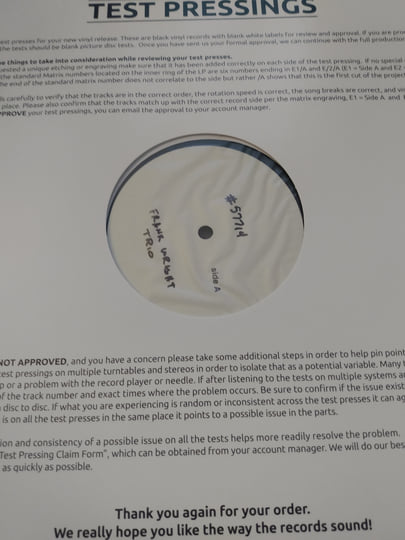 TEST PRESSINGS
est presses for your new vinyl release. These are black vinyl records with blank white labels for review and approval. If you are prov
the tests should be blank picture disc tests. Once you have sent us your formal approval, we can continue with the full production
e things to take into consideration while reviewing your test presses.
uested a unique etching or engraving make sure that it has been added correctly on each side of the test pressing. If no special
the standard Matrix numbers located on the inner ring of the LP are six numbers ending in E1/A and E/2/A (E1 = Side A and E2 =
he end of the standard matrix number does not correlate to the side but rather /A shows that this is the first cut of the project
ls carefully to verify that the tracks are in the correct order, the rotation speed is correct, the song breaks are correct, and vin
place. Please also confirm that the tracks match up with the correct record side per the matrix engraving, E1 = Side A and
PROVE your test pressings, you can email the approval to your account manager.
#57714
FRANK WRIGHT
TRIO
side A
NOT APPROVED, and you have a concern please take some additional steps in order to help pin point
test pressings on multiple turntables and stereos in order to isolate that as a potential variable. Many t
p or a problem with the record player or needle. If after listening to the tests on multiple systems an
of the track number and exact times where the problem occurs. Be sure to confirm if the issue exist
disc to disc. If what you are experiencing is random or inconsistent across the test presses it can ag
is on all the test presses in the same place it points to a possible issue in the parts.
ion and consistency of a possible issue on all the tests helps more readily resolve the problem.
Test Pressing Claim Form", which can be obtained from your account manager. We will do our bes
as quickly as possible.
Thank you again for your order.
We really hope you like the way the records sound!